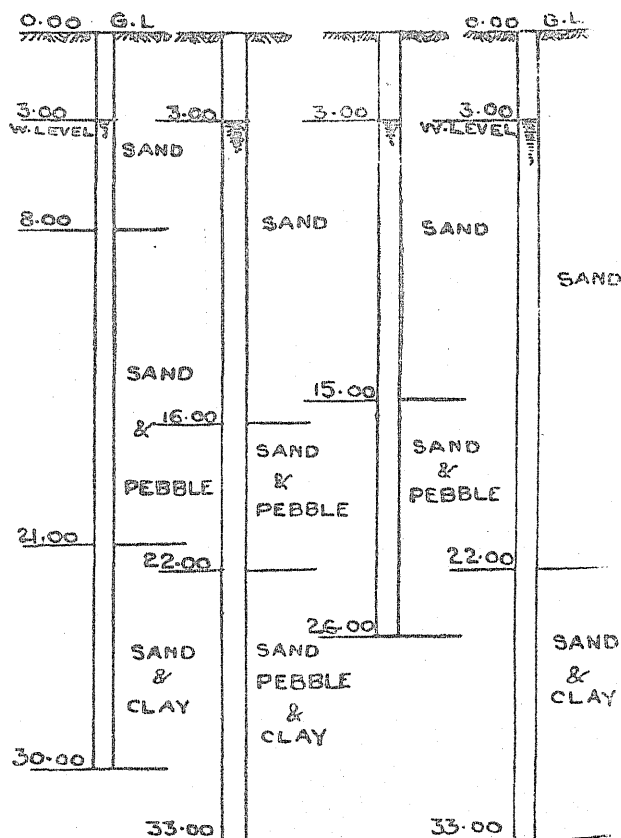 0.00 G.L
3.00
W.LEVEL
SAND
8.00
SAND
&
PEBBLE
21.00
SAND
&
CLAY
30.00
3.00
SAND
16.00
SAND
&
PEBBLE
22.00
SAND
PEBBLE
&
CLAY
33.00
3.00
SAND
15.00
SAND
&
PEBBLE
26.00
0.00 G.L.
3.00
W.LEVEL
SAND
22.00
SAND
&
CLAY
33.00